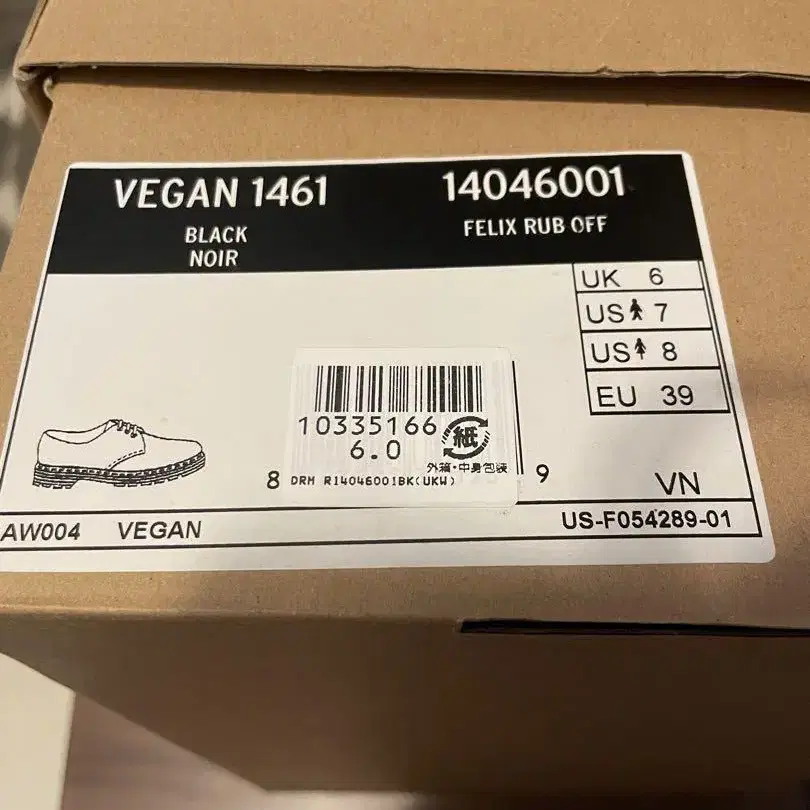 VEGAN 1461
BLACK
NOIR
14046001
FELIX RUB OFF
UK 6
US 7
US 8
EU 39
10335166
6.0
紙
外箱・中身包装
8 DRM R14046001BK(UKW) 9
VN
AW004 VEGAN
US-F054289-01